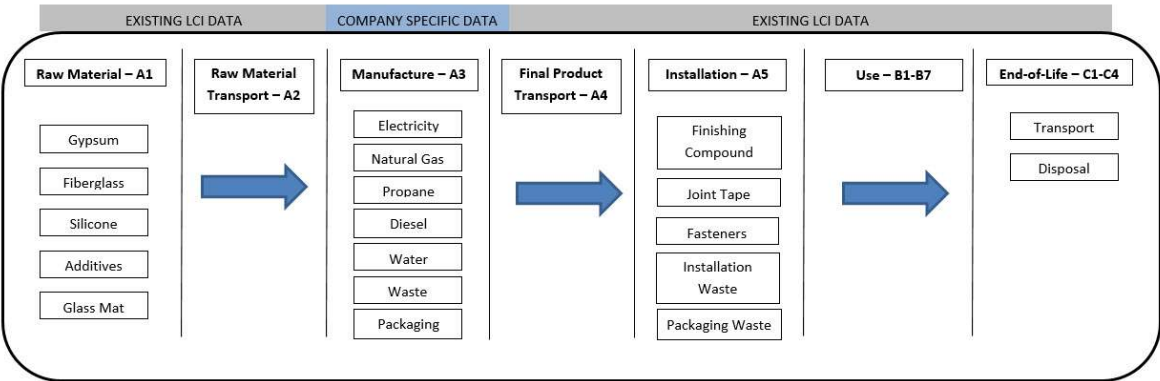 EXISTING LCI DATA
COMPANY SPECIFIC DATA
EXISTING LCI DATA
Raw Material – A1
Gypsum
Fiberglass
Silicone
Additives
Glass Mat
Raw Material
Transport – A2
Manufacture – A3
Electricity
Natural Gas
Propane
Diesel
Water
Waste
Packaging
Final Product
Transport – A4
Installation – A5
Finishing
Compound
Joint Tape
Fasteners
Installation
Waste
Packaging Waste
Use – B1-B7
End-of-Life – C1-C4
Transport
Disposal